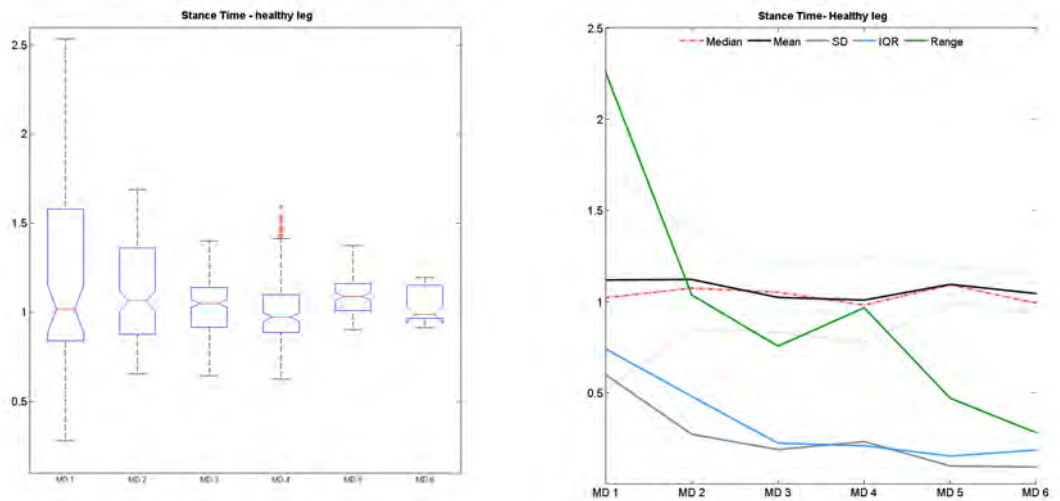 Stance Time - healthy leg
2.5
2
1.5
1
0.5
MD 1 MD 2 MD 3 MD 4 MD 5 MD 6
Stance Time- Healthy leg
Median Mean SD IQR Range
2.5
2
1.5
1
0.5
MD 1 MD 2 MD 3 MD 4 MD 5 MD 6